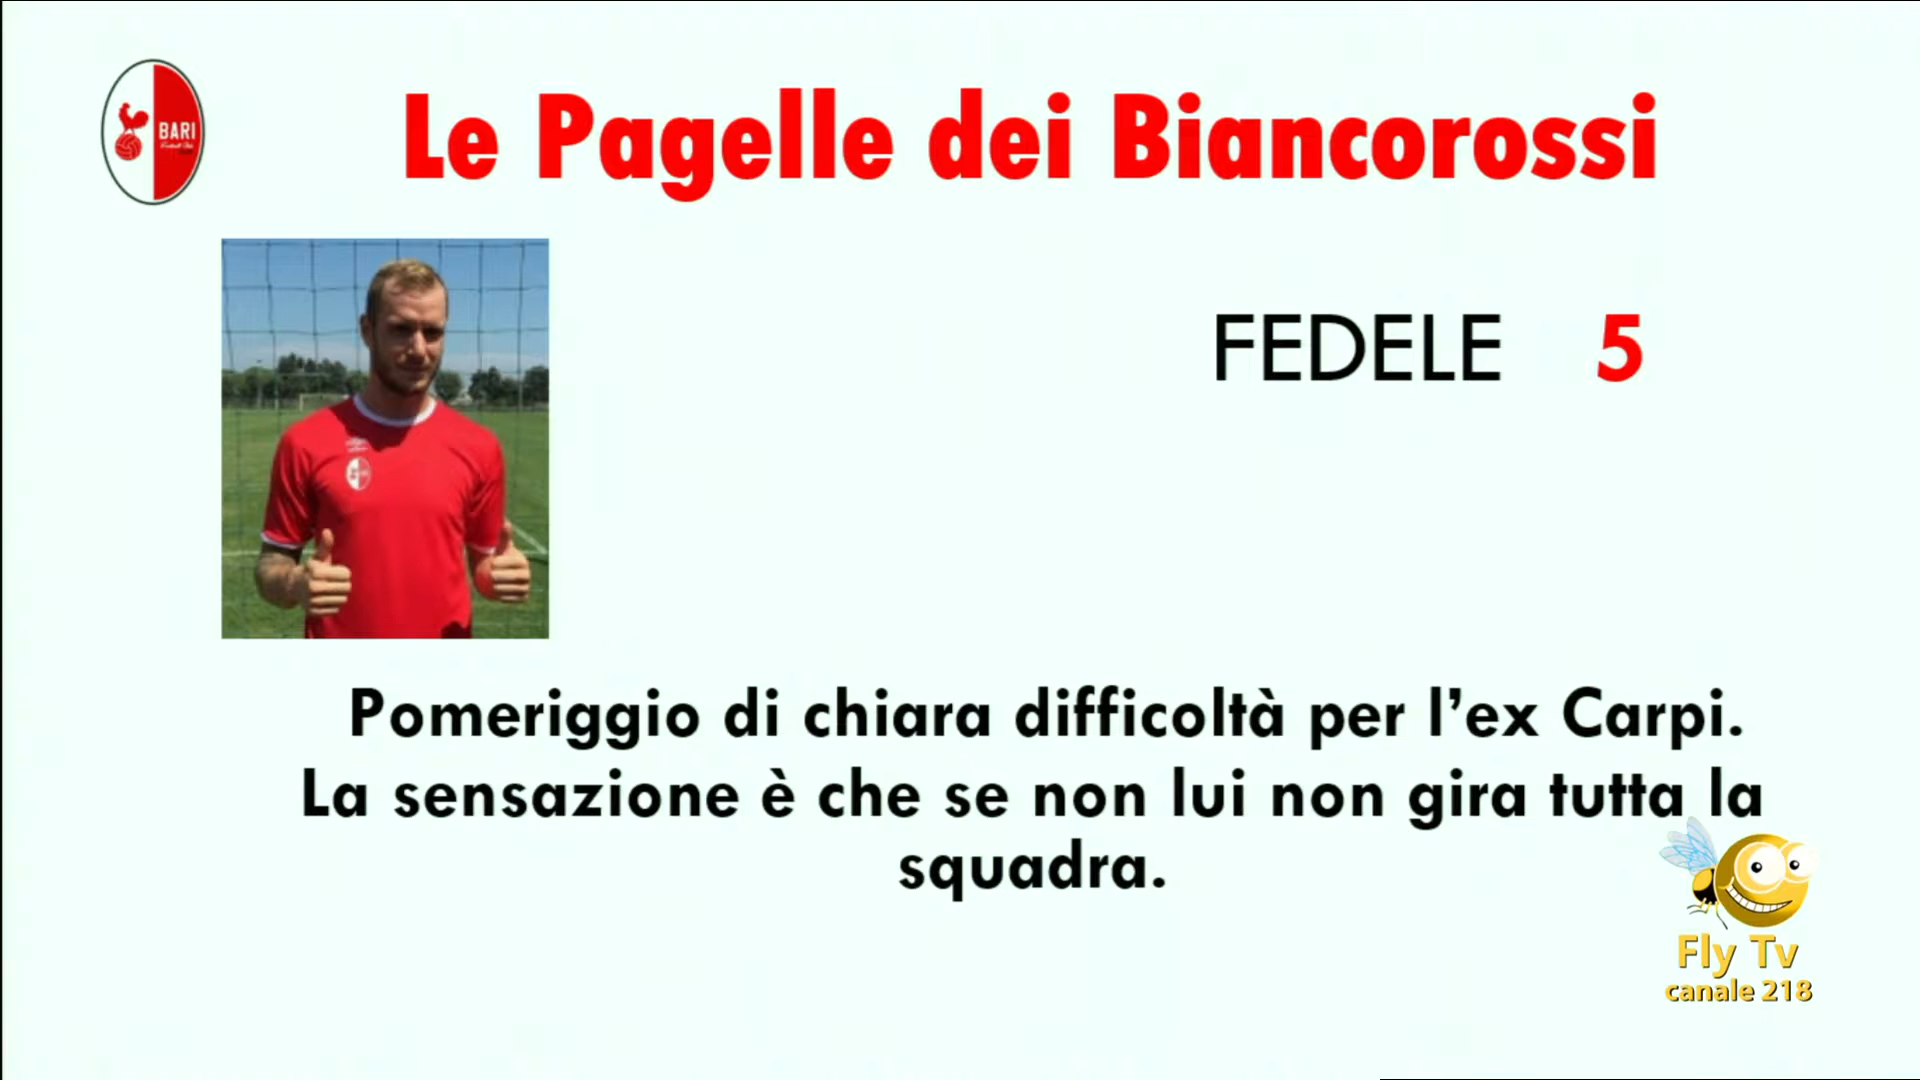 BARI
Le Pagelle dei Biancorossi
FEDELE 5
Pomeriggio di chiara difficoltà per l’ex Carpi.
La sensazione è che se non lui non gira tutta la
squadra.
Fly Tv
canale 218